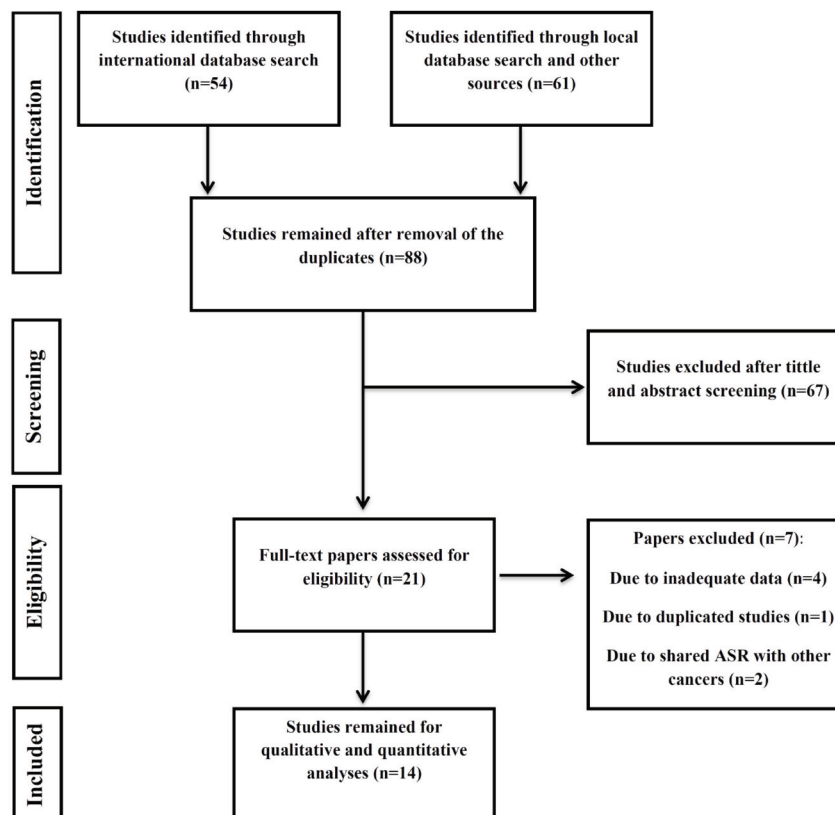 Identification
Studies identified through
international database search
(n=54)
Studies identified through local
database search and other
sources (n=61)
Studies remained after removal of the
duplicates (n=88)
Screening
Studies excluded after tittle
and abstract screening (n=67)
Eligibility
Full-text papers assessed for
eligibility (n=21)
Papers excluded (n=7):
Due to inadequate data (n=4)
Due to duplicated studies (n=1)
Due to shared ASR with other
cancers (n=2)
Included
Studies remained for
qualitative and quantitative
analyses (n=14)